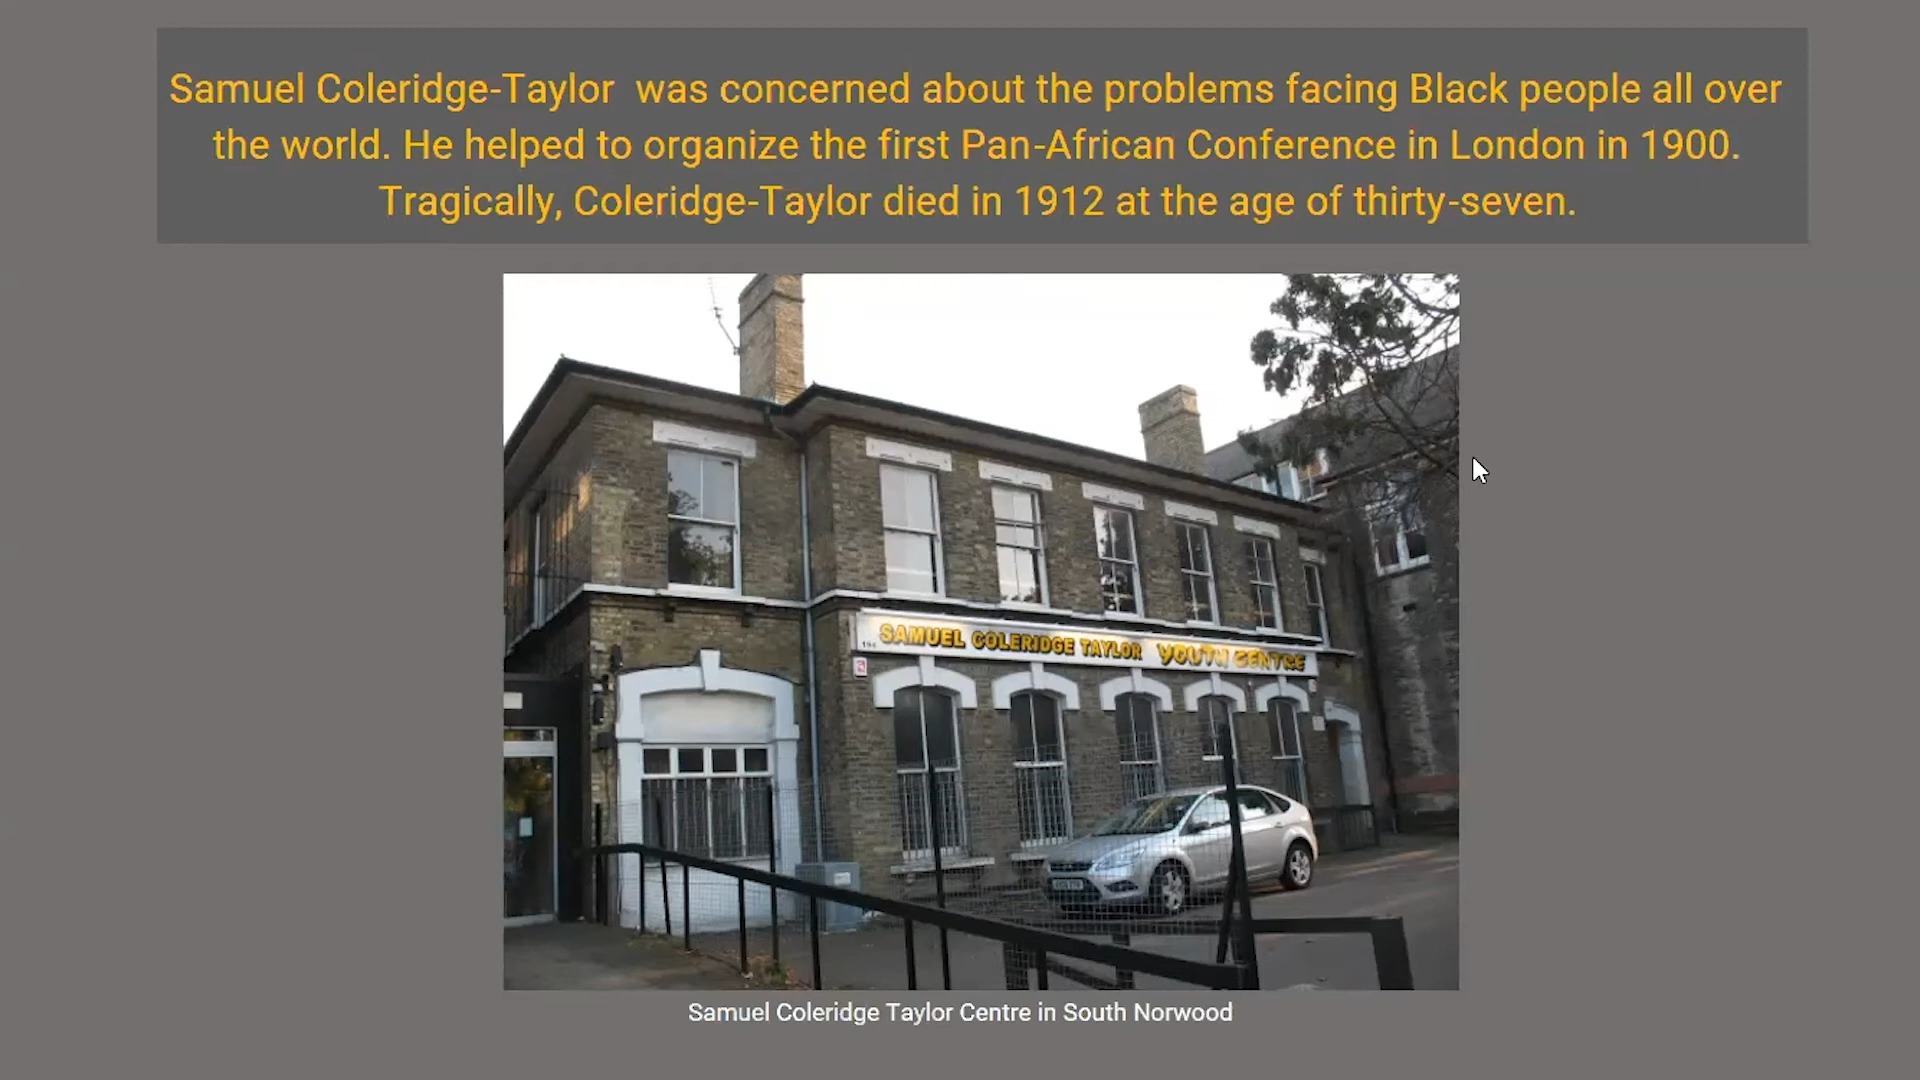 Samuel Coleridge-Taylor  was concerned about the problems facing Black people all over
the world. He helped to organize the first Pan-African Conference in London in 1900.
Tragically, Coleridge-Taylor died in 1912 at the age of thirty-seven.
SAMUEL COLERIDGE TAYLOR YOUTH CENTRE
Samuel Coleridge Taylor Centre in South Norwood